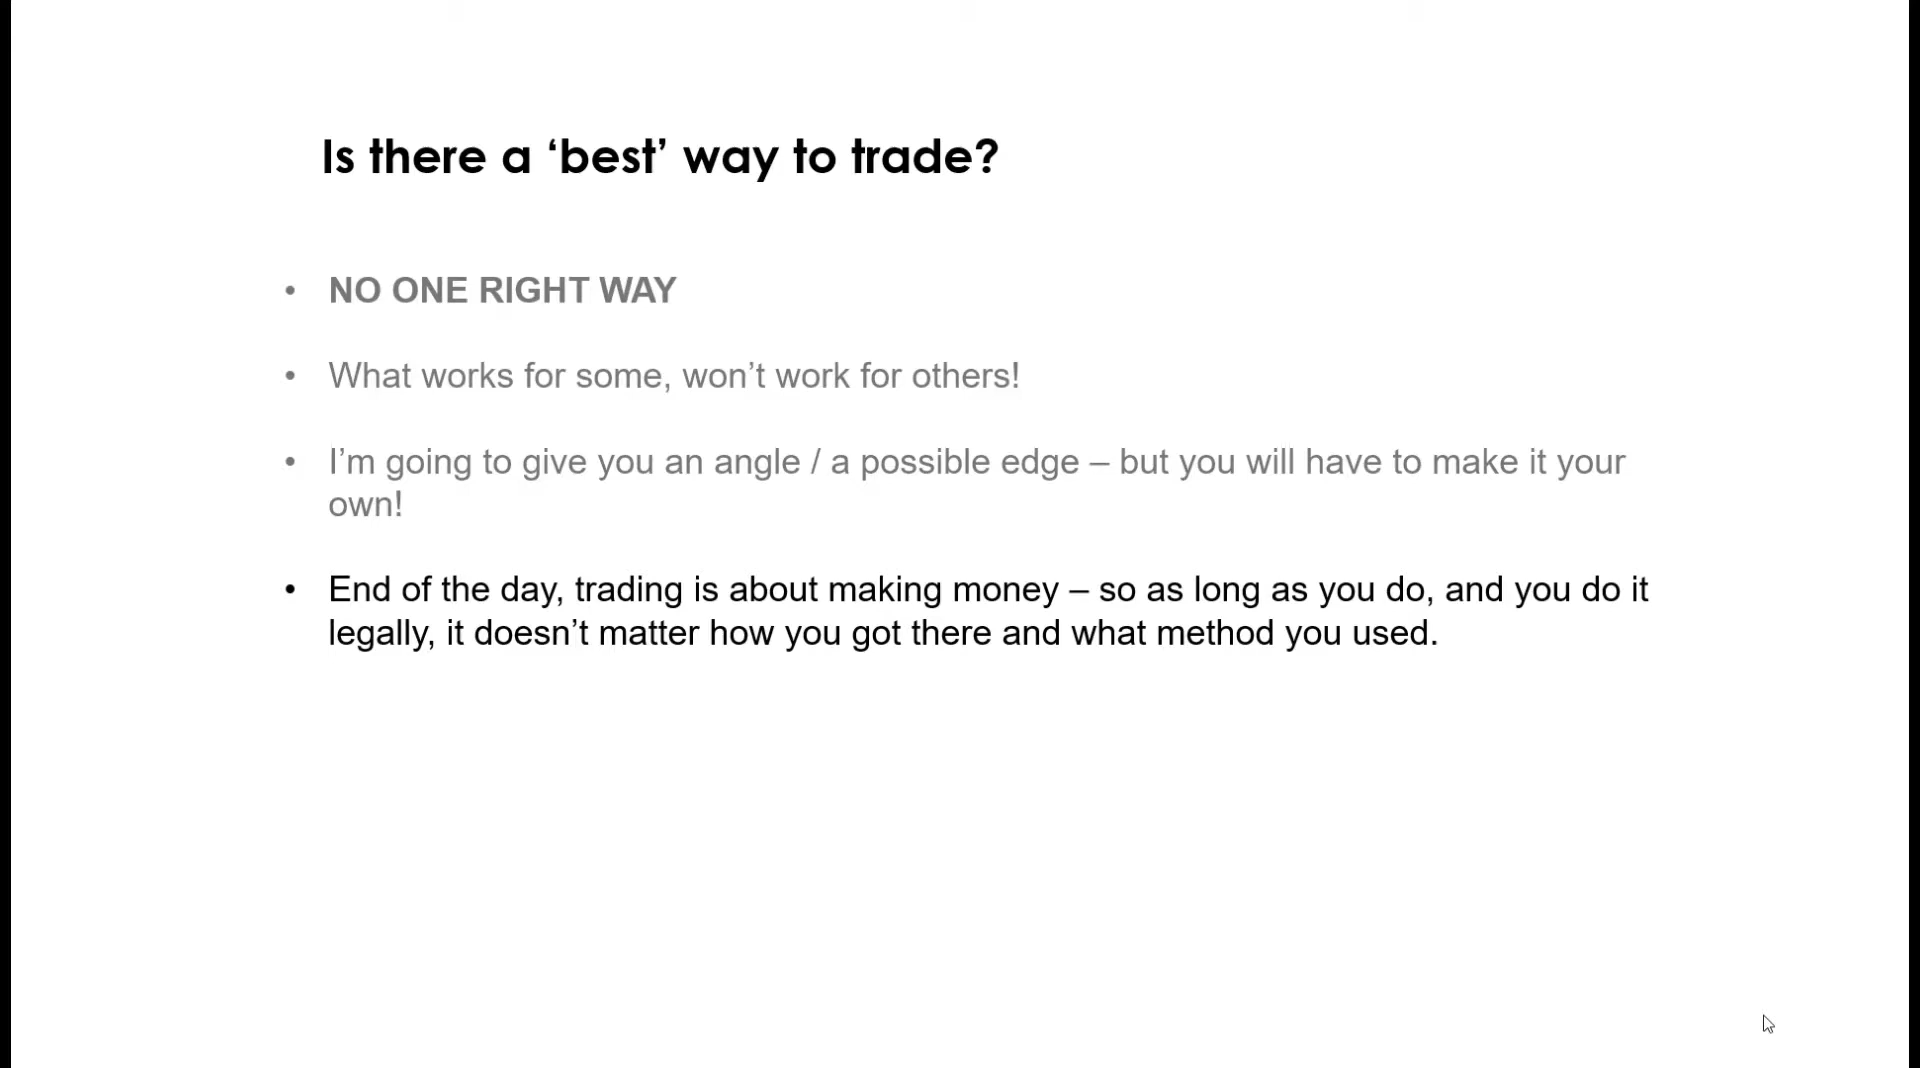 Is there a ‘best’ way to trade?
• NO ONE RIGHT WAY
• What works for some, won’t work for others!
• I’m going to give you an angle / a possible edge – but you will have to make it your
own!
• End of the day, trading is about making money – so as long as you do, and you do it
legally, it doesn’t matter how you got there and what method you used.